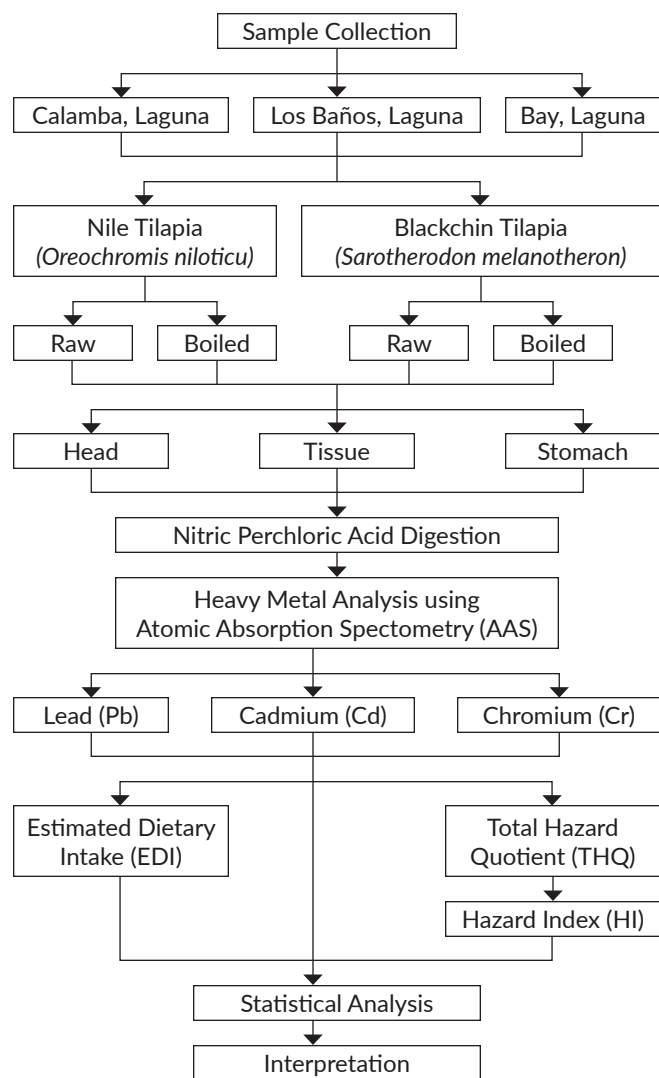 Sample Collection
Calamba, Laguna
Los Baños, Laguna
Bay, Laguna
Nile Tilapia
(Oreochromis niloticu)
Blackchin Tilapia
(Sarotherodon melanotheron)
Raw
Boiled
Raw
Boiled
Head
Tissue
Stomach
Nitric Perchloric Acid Digestion
Heavy Metal Analysis using
Atomic Absorption Spectometry (AAS)
Lead (Pb)
Cadmium (Cd)
Chromium (Cr)
Estimated Dietary
Intake (EDI)
Total Hazard
Quotient (THQ)
Hazard Index (HI)
Statistical Analysis
Interpretation